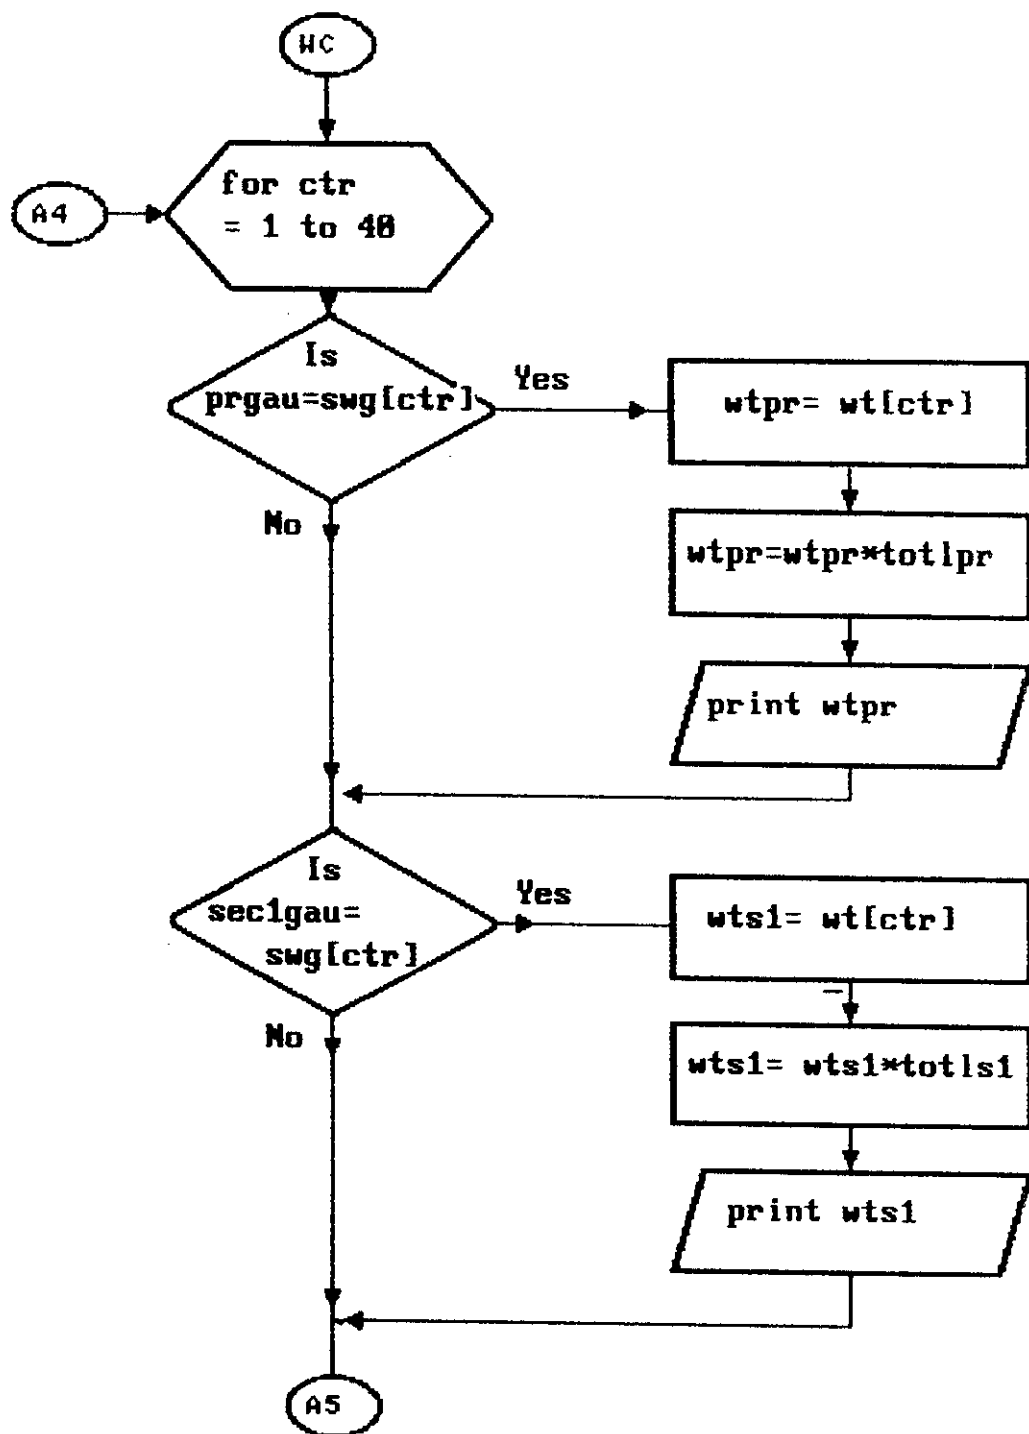 WC
for ctr
= 1 to 40
A4
Is
prgau=swg[ctr]
Yes
No
wtpr= wt[ctr]
wtpr=wtpr*totlpr
print wtpr
Is
sec1gau=
swg[ctr]
Yes
No
wts1= wt[ctr]
wts1= wts1*totls1
print wts1
A5